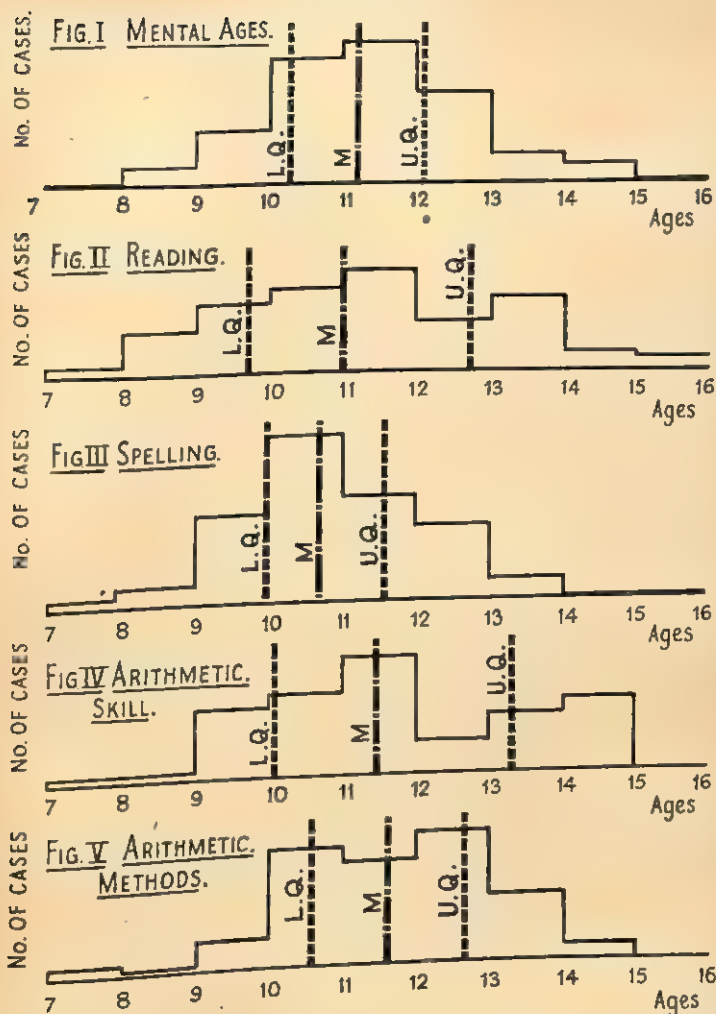 FIG. I MENTAL AGES.
No. OF CASES.
L.Q.
M
U.Q.
7 8 9 10 11 12 13 14 15 16
Ages
FIG. II READING.
No. OF CASES
L.Q.
M
U.Q.
7 8 9 10 11 12 13 14 15 16
Ages
FIG III SPELLING.
No. OF CASES
L.Q.
M
U.Q.
7 8 9 10 11 12 13 14 15 16
Ages
FIG IV ARITHMETIC.
SKILL.
No. OF CASES
L.Q.
M
U.Q.
7 8 9 10 11 12 13 14 15 16
Ages
FIG. V ARITHMETIC.
METHODS.
No. OF CASES
L.Q.
M
U.Q.
7 8 9 10 11 12 13 14 15 16
Ages